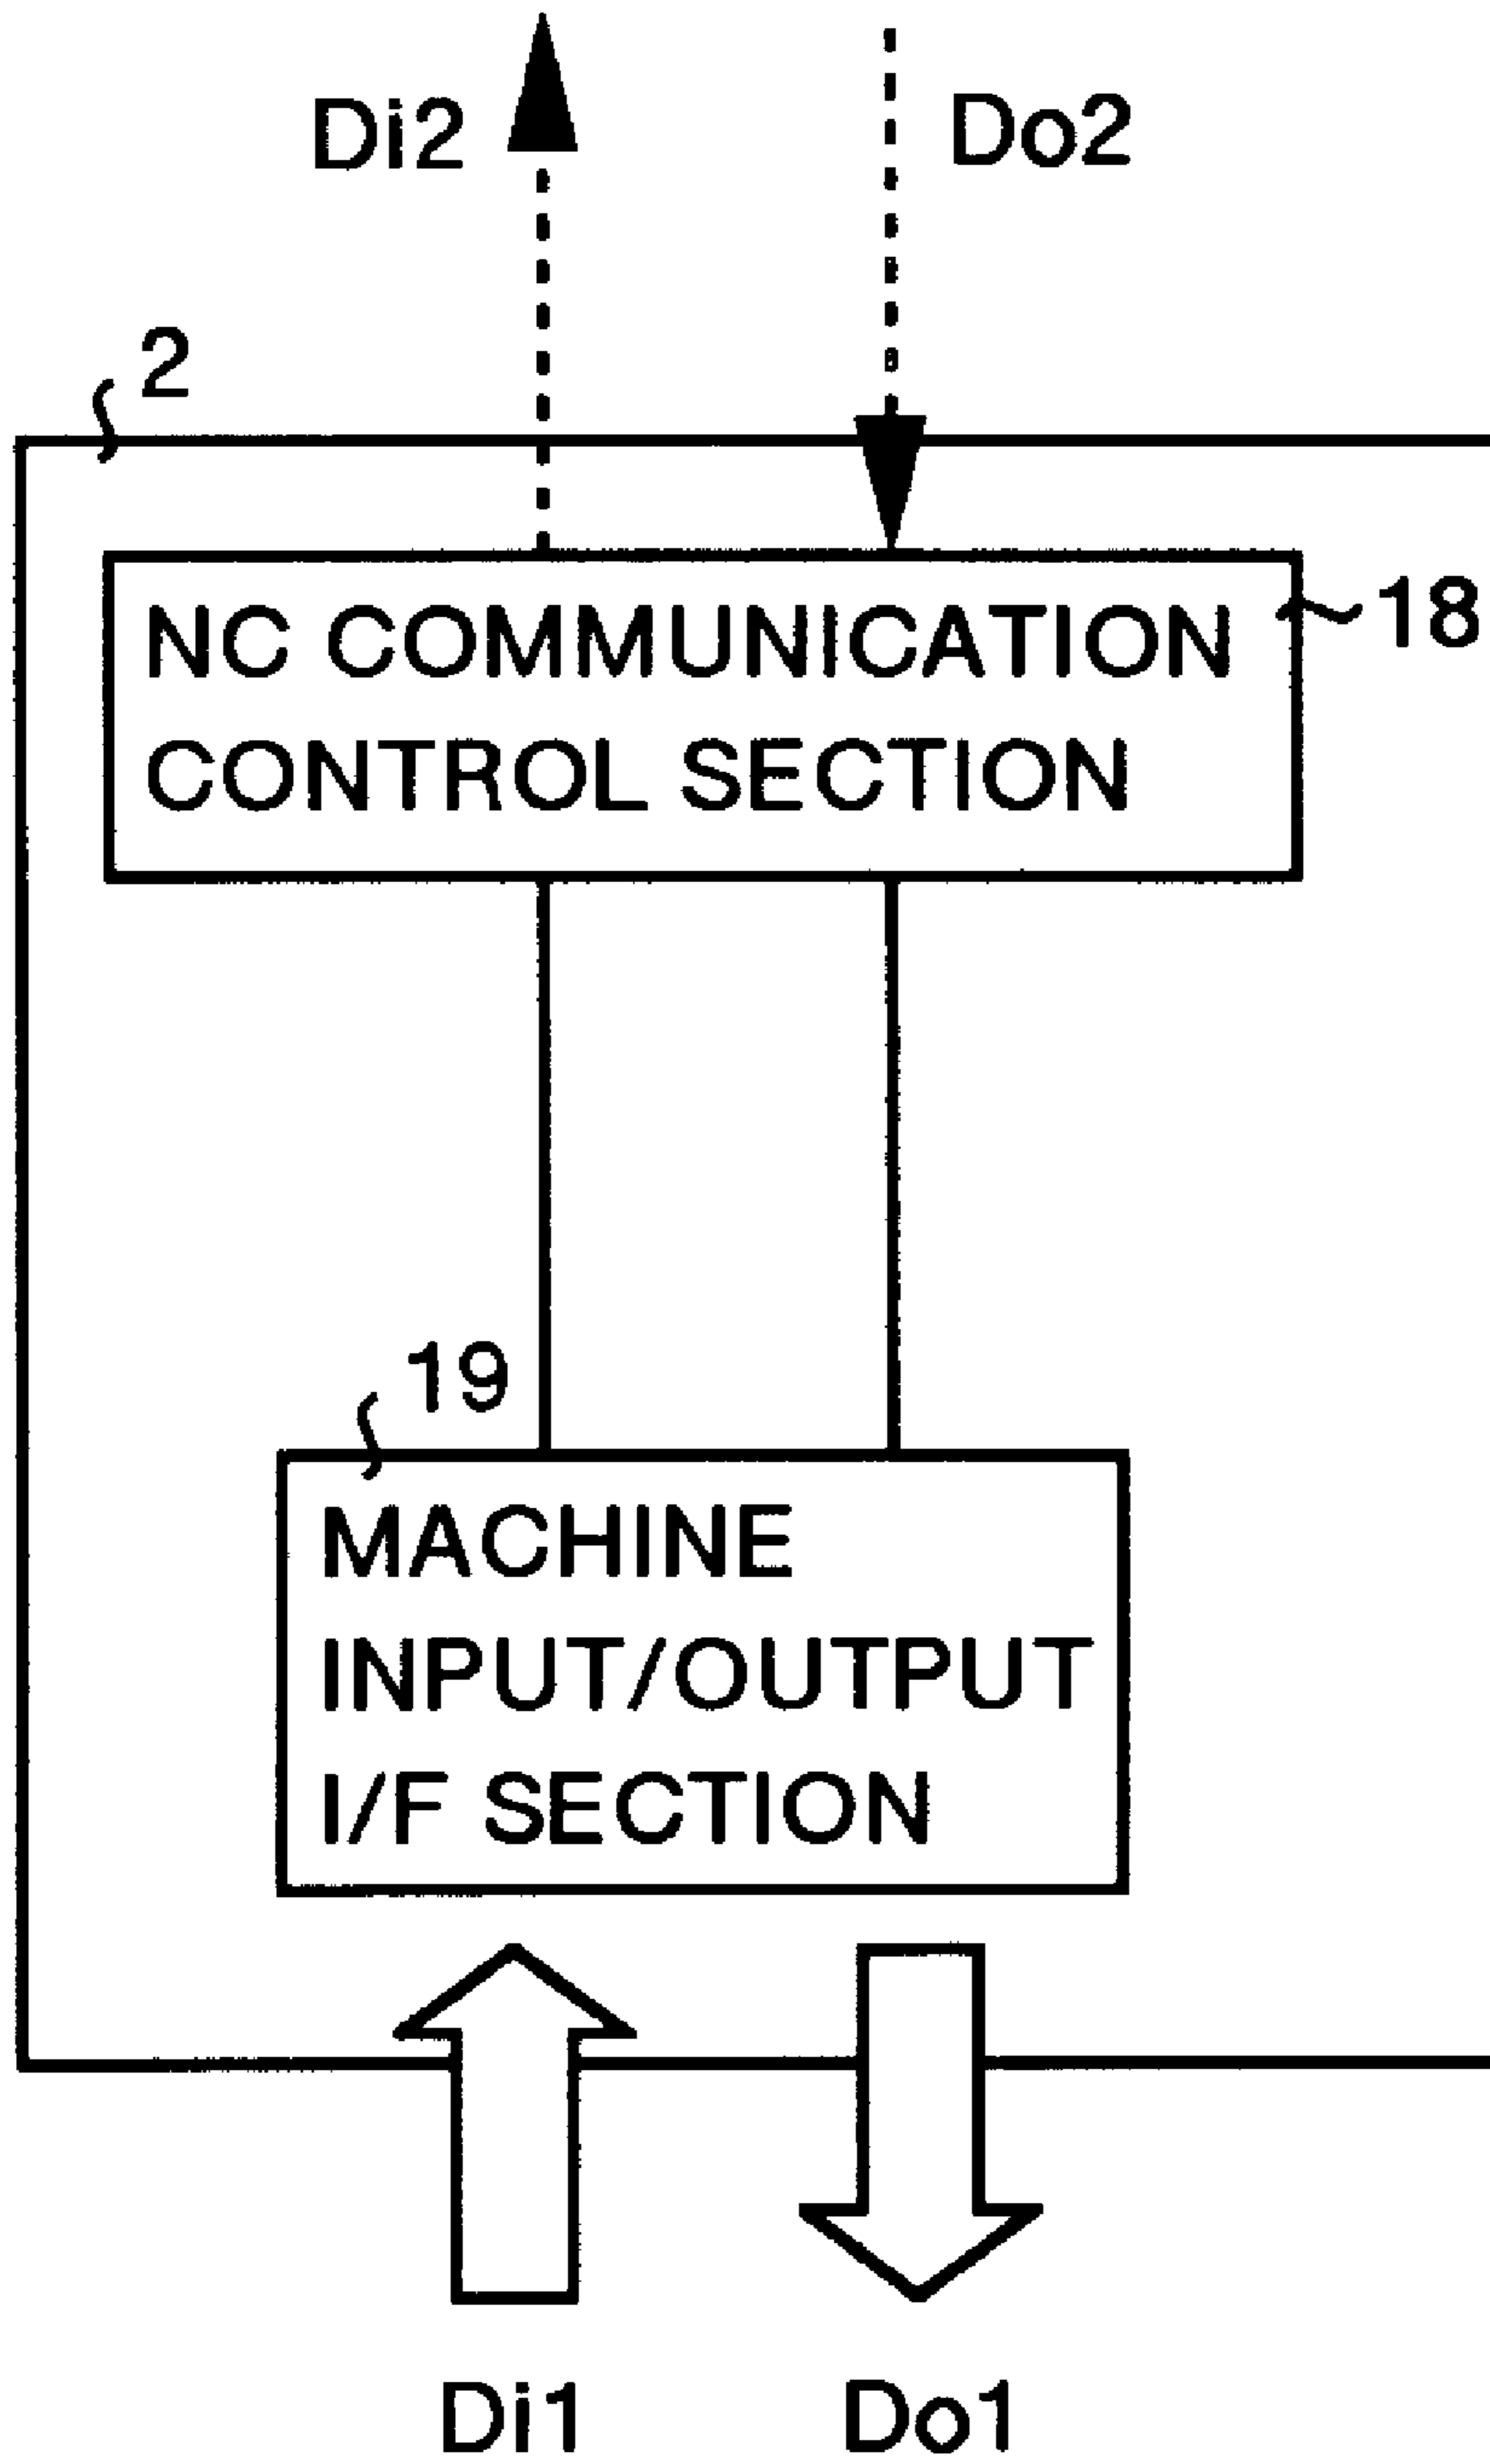 Di2
Do2
2
NC COMMUNICATION
CONTROL SECTION
18
19
MACHINE
INPUT/OUTPUT
I/F SECTION
Di1
Do1